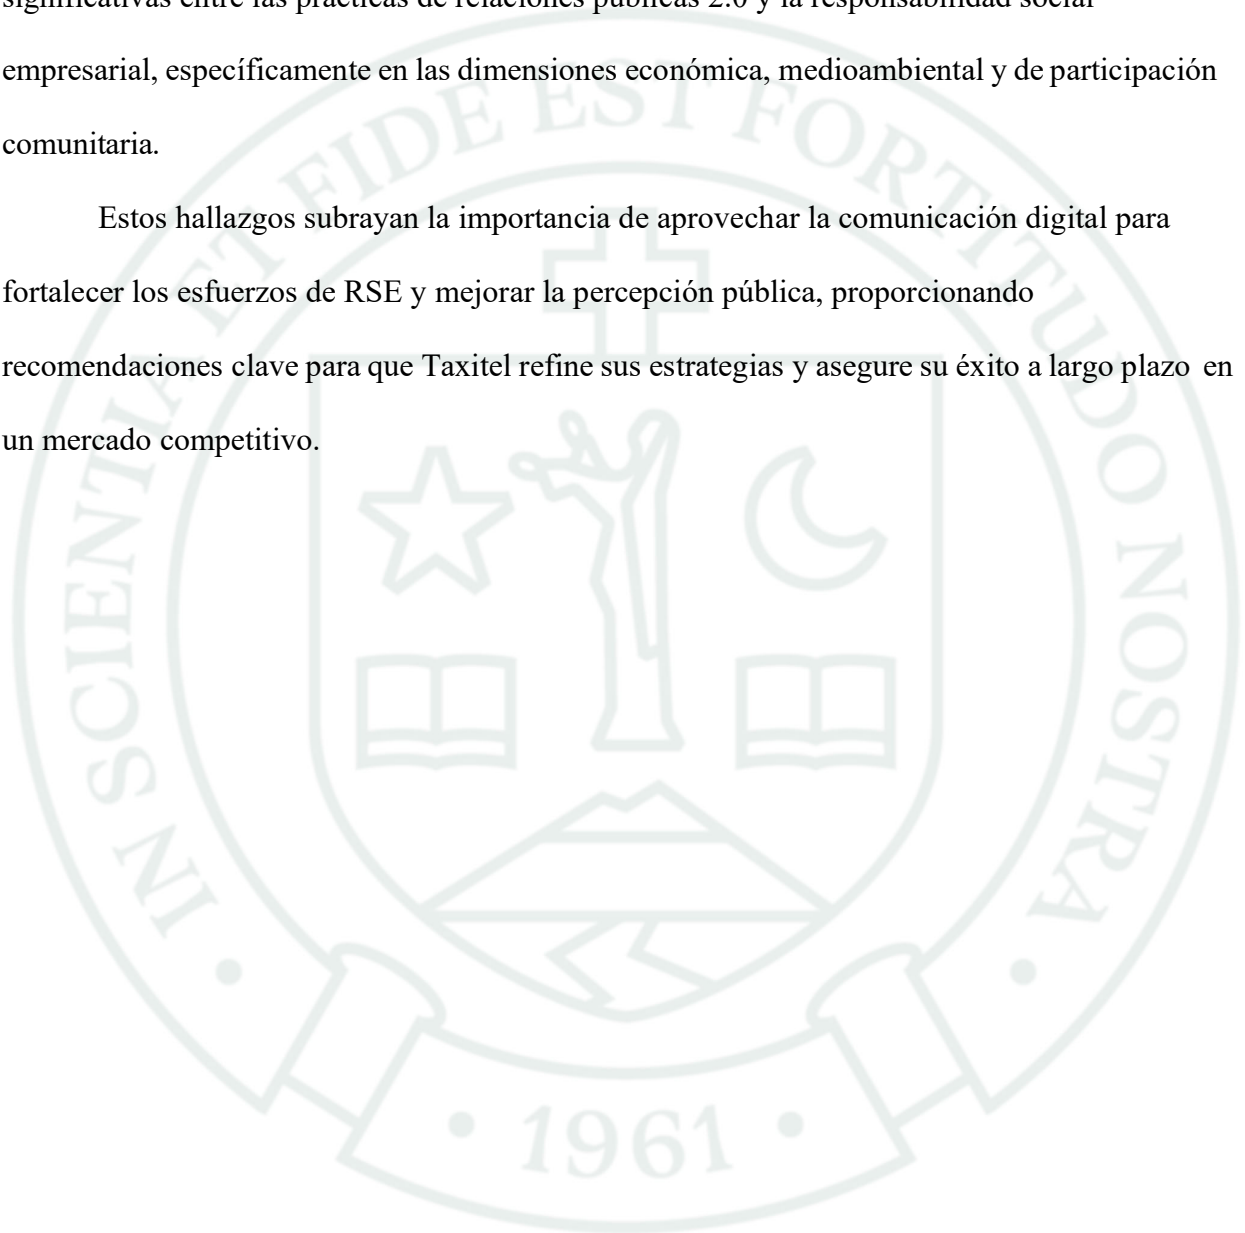 significativas entre las prácticas de relaciones públicas 2.0 y la responsabilidad social
empresarial, específicamente en las dimensiones económica, medioambiental y de participación
comunitaria.
Estos hallazgos subrayan la importancia de aprovechar la comunicación digital para
fortalecer los esfuerzos de RSE y mejorar la percepción pública, proporcionando
recomendaciones clave para que Taxitel refine sus estrategias y asegure su éxito a largo plazo en
un mercado competitivo.
IN SCIENTIA ET FIDE EST FORTITUDO NOSTRA
• 1961 •